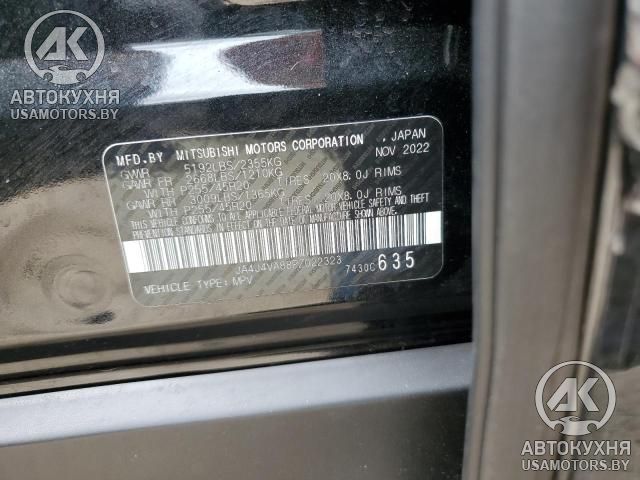 АВТОКУХНЯ
USAMOTORS.BY
MFD.BY MITSUBISHI MOTORS CORPORATION , JAPAN
GVWR 5192LBS/2355KG NOV 2022
GAWR FR 2668LBS/1210KG
WITH P255/45R20 TIRES 20X8.0J RIMS
GAWR RR 3009LBS/1365KG
WITH P255/45R20 TIRES 20X8.0J RIMS
THIS VEHICLE CONFORMS TO ALL APPLICABLE FEDERAL MOTOR VEHICLE SAFETY AND THEFT PREVENTION STANDARDS IN EFFECT ON THE DATE OF MANUFACTURE SHOWN ABOVE.
JA4J4VA88PZ022323 7430C 635
VEHICLE TYPE: MPV
АВТОКУХНЯ
USAMOTORS.BY